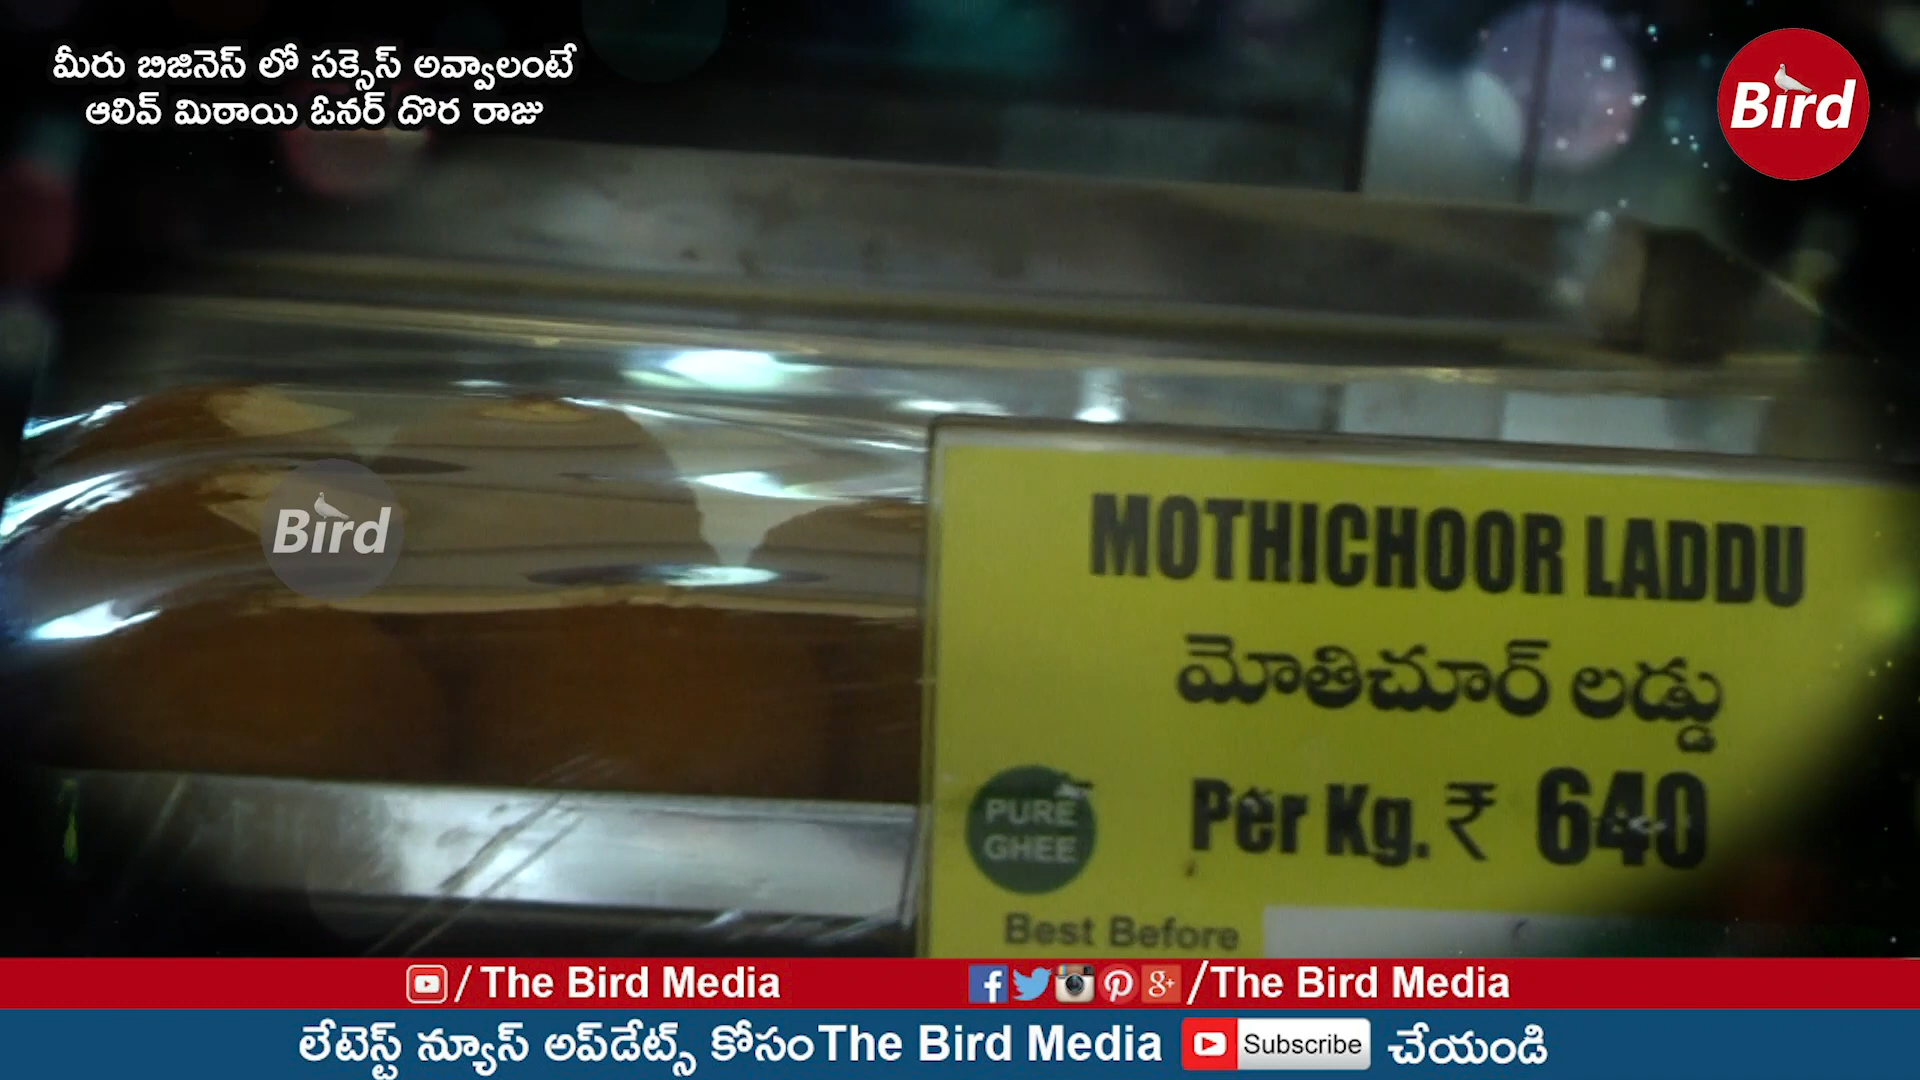 మీరు బిజినెస్ లో సక్సెస్ అవ్వాలంటే
ఆలివ్ మిఠాయి ఓనర్ దొర రాజు
Bird
Bird
MOTHICHOOR LADDU
మోతిచూర్ లడ్డు
PURE
GHEE
Per Kg. ₹ 640
Best Before
/ The Bird Media
/The Bird Media
లేటెస్ట్ న్యూస్ అప్‌డేట్స్ కోసంThe Bird Media Subscribe చేయండి